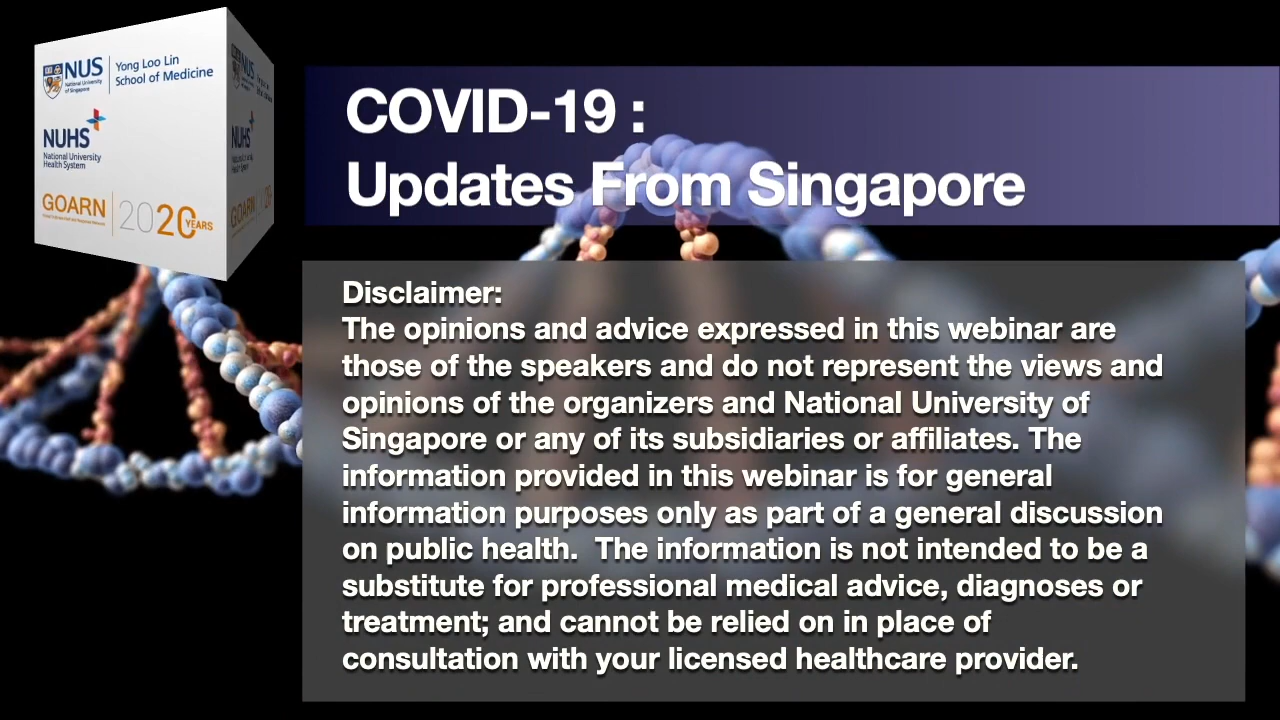 NUS
National University
of Singapore
Yong Loo Lin
School of Medicine
NUHS
National University
Health System
GOARN
2020
YEARS
NUS
NUHS
GOARN
COVID-19 :
Updates From Singapore
Disclaimer:
The opinions and advice expressed in this webinar are
those of the speakers and do not represent the views and
opinions of the organizers and National University of
Singapore or any of its subsidiaries or affiliates. The
information provided in this webinar is for general
information purposes only as part of a general discussion
on public health.  The information is not intended to be a
substitute for professional medical advice, diagnoses or
treatment; and cannot be relied on in place of
consultation with your licensed healthcare provider.